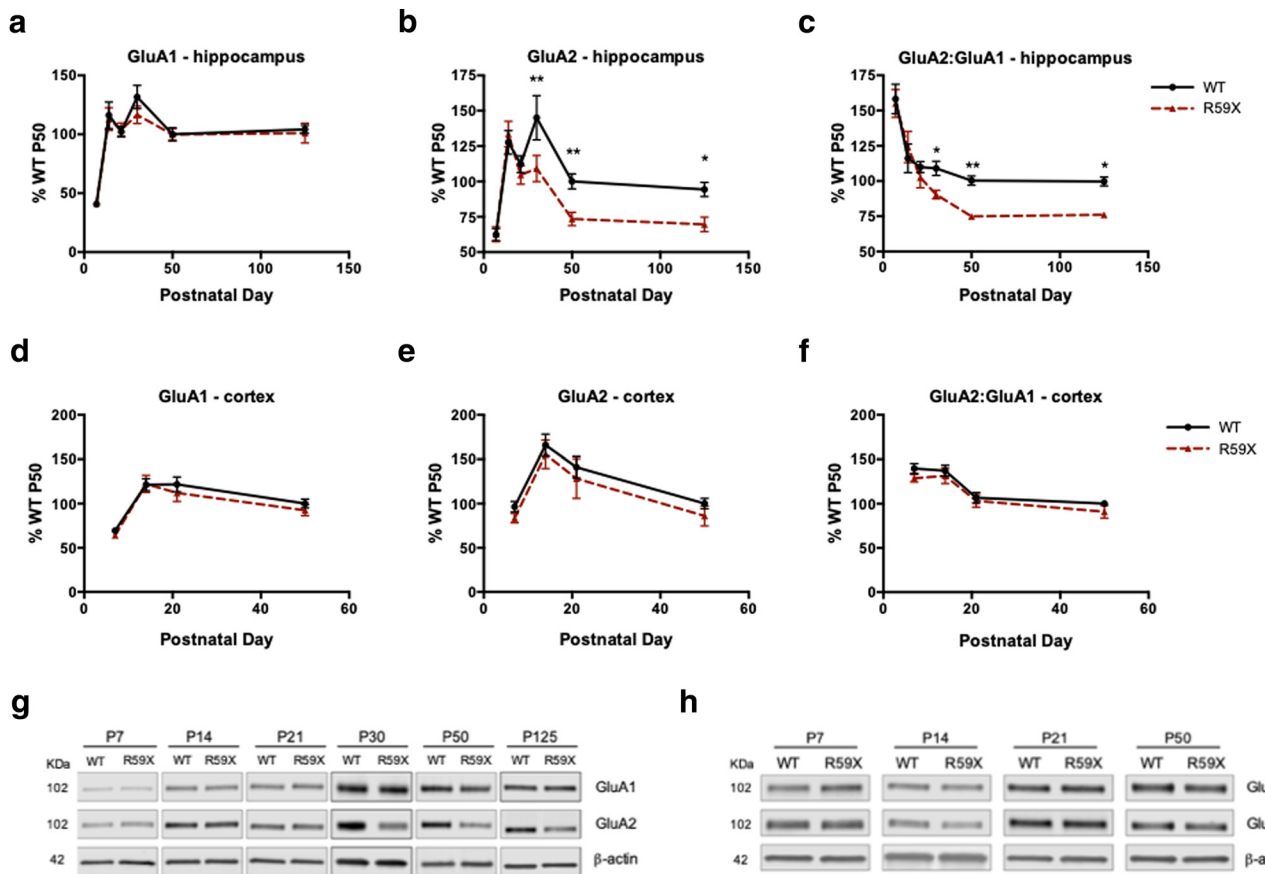 a
b
c
GluA1 - hippocampus
GluA2 - hippocampus
GluA2:GluA1 - hippocampus
% WT P50
150
100
50
0
0 50 100 150
Postnatal Day
% WT P50
175
150
125
100
75
50
** ** *
0 50 100 150
Postnatal Day
% WT P50
175
150
125
100
75
50
* ** *
0 50 100 150
Postnatal Day
WT
R59X
d
e
f
GluA1 - cortex
GluA2 - cortex
GluA2:GluA1 - cortex
% WT P50
200
150
100
50
0
0 20 40 60
Postnatal Day
% WT P50
200
150
100
50
0
0 20 40 60
Postnatal Day
% WT P50
200
150
100
50
0
0 20 40 60
Postnatal Day
WT
R59X
g
P7 P14 P21 P30 P50 P125
KDa WT R59X WT R59X WT R59X WT R59X WT R59X WT R59X
102 GluA1
102 GluA2
42 β-actin
h
P7 P14 P21 P50
KDa WT R59X WT R59X WT R59X WT R59X
102 Glu
102 Glu
42 β-a